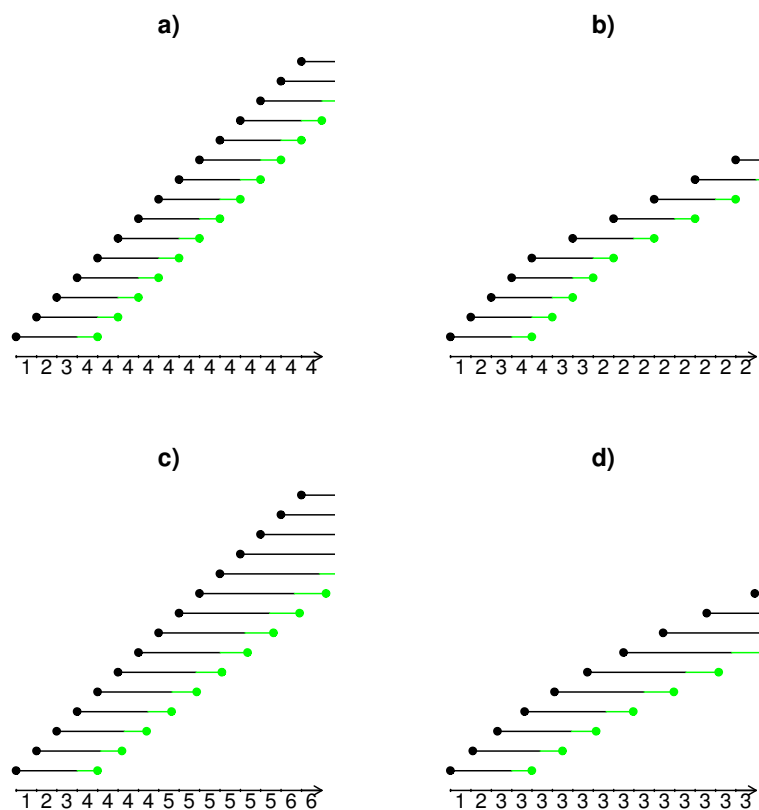 a)
1 2 3 4 4 4 4 4 4 4 4 4 4 4 4
b)
1 2 3 4 4 3 3 2 2 2 2 2 2 2 2
c)
1 2 3 4 4 4 4 5 5 5 5 5 5 6 6
d)
1 2 3 3 3 3 3 3 3 3 3 3 3 3 3